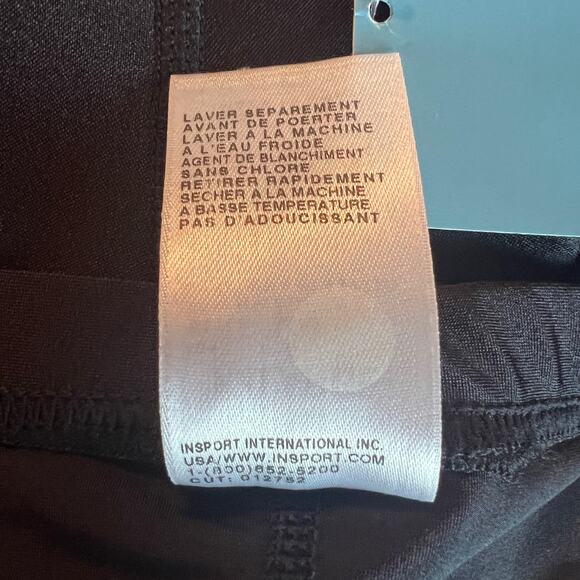 LAVER SEPAREMENT
AVANT DE POERTER
LAVER A LA MACHINE
A L'EAU FROIDE
AGENT DE BLANCHIMENT
SANS CHLORE
RETIRER RAPIDEMENT
SECHER A LA MACHINE
A BASSE TEMPERATURE
PAS D'ADOUCISSANT
INSPORT INTERNATIONAL INC.
USA/WWW.INSPORT.COM
1-(800)652-5200
CUT: 012752